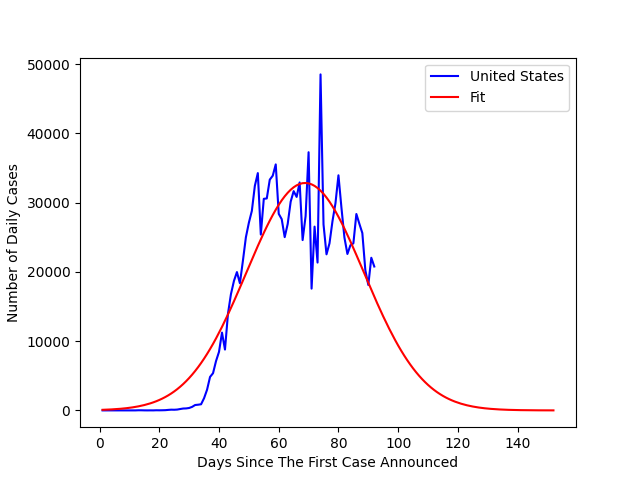 United States
Fit
50000
40000
30000
20000
10000
0
Number of Daily Cases
0 20 40 60 80 100 120 140
Days Since The First Case Announced